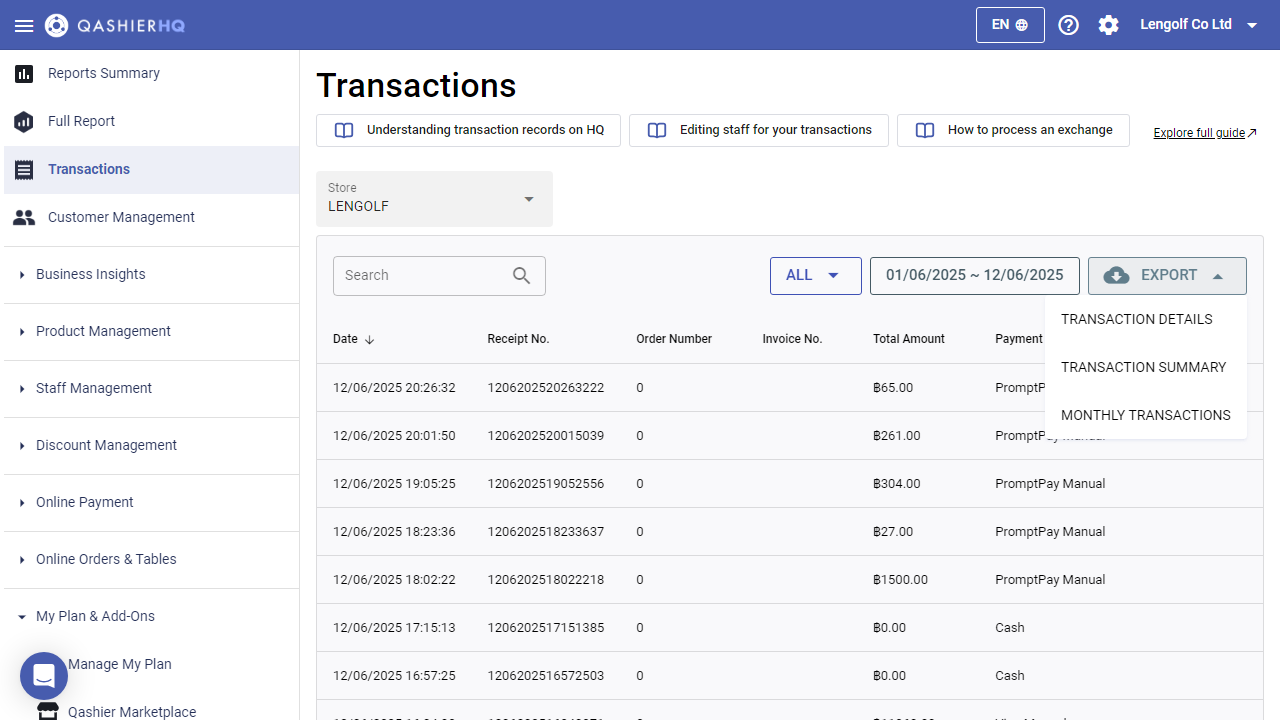 QASHIERHQ
EN
Lengolf Co Ltd
Reports Summary
Full Report
Transactions
Customer Management
Business Insights
Product Management
Staff Management
Discount Management
Online Payment
Online Orders & Tables
My Plan & Add-Ons
Manage My Plan
Qashier Marketplace
Transactions
Understanding transaction records on HQ
Editing staff for your transactions
How to process an exchange
Explore full guide
Store
LENGOLF
Search
ALL
01/06/2025 ~ 12/06/2025
EXPORT
TRANSACTION DETAILS
TRANSACTION SUMMARY
MONTHLY TRANSACTIONS
Date Receipt No. Order Number Invoice No. Total Amount Payment
12/06/2025 20:26:32 1206202520263222 0 ฿65.00 PromptP
12/06/2025 20:01:50 1206202520015039 0 ฿261.00 PromptPay Manual
12/06/2025 19:05:25 1206202519052556 0 ฿304.00 PromptPay Manual
12/06/2025 18:23:36 1206202518233637 0 ฿27.00 PromptPay Manual
12/06/2025 18:02:22 1206202518022218 0 ฿1500.00 PromptPay Manual
12/06/2025 17:15:13 1206202517151385 0 ฿0.00 Cash
12/06/2025 16:57:25 1206202516572503 0 ฿0.00 Cash